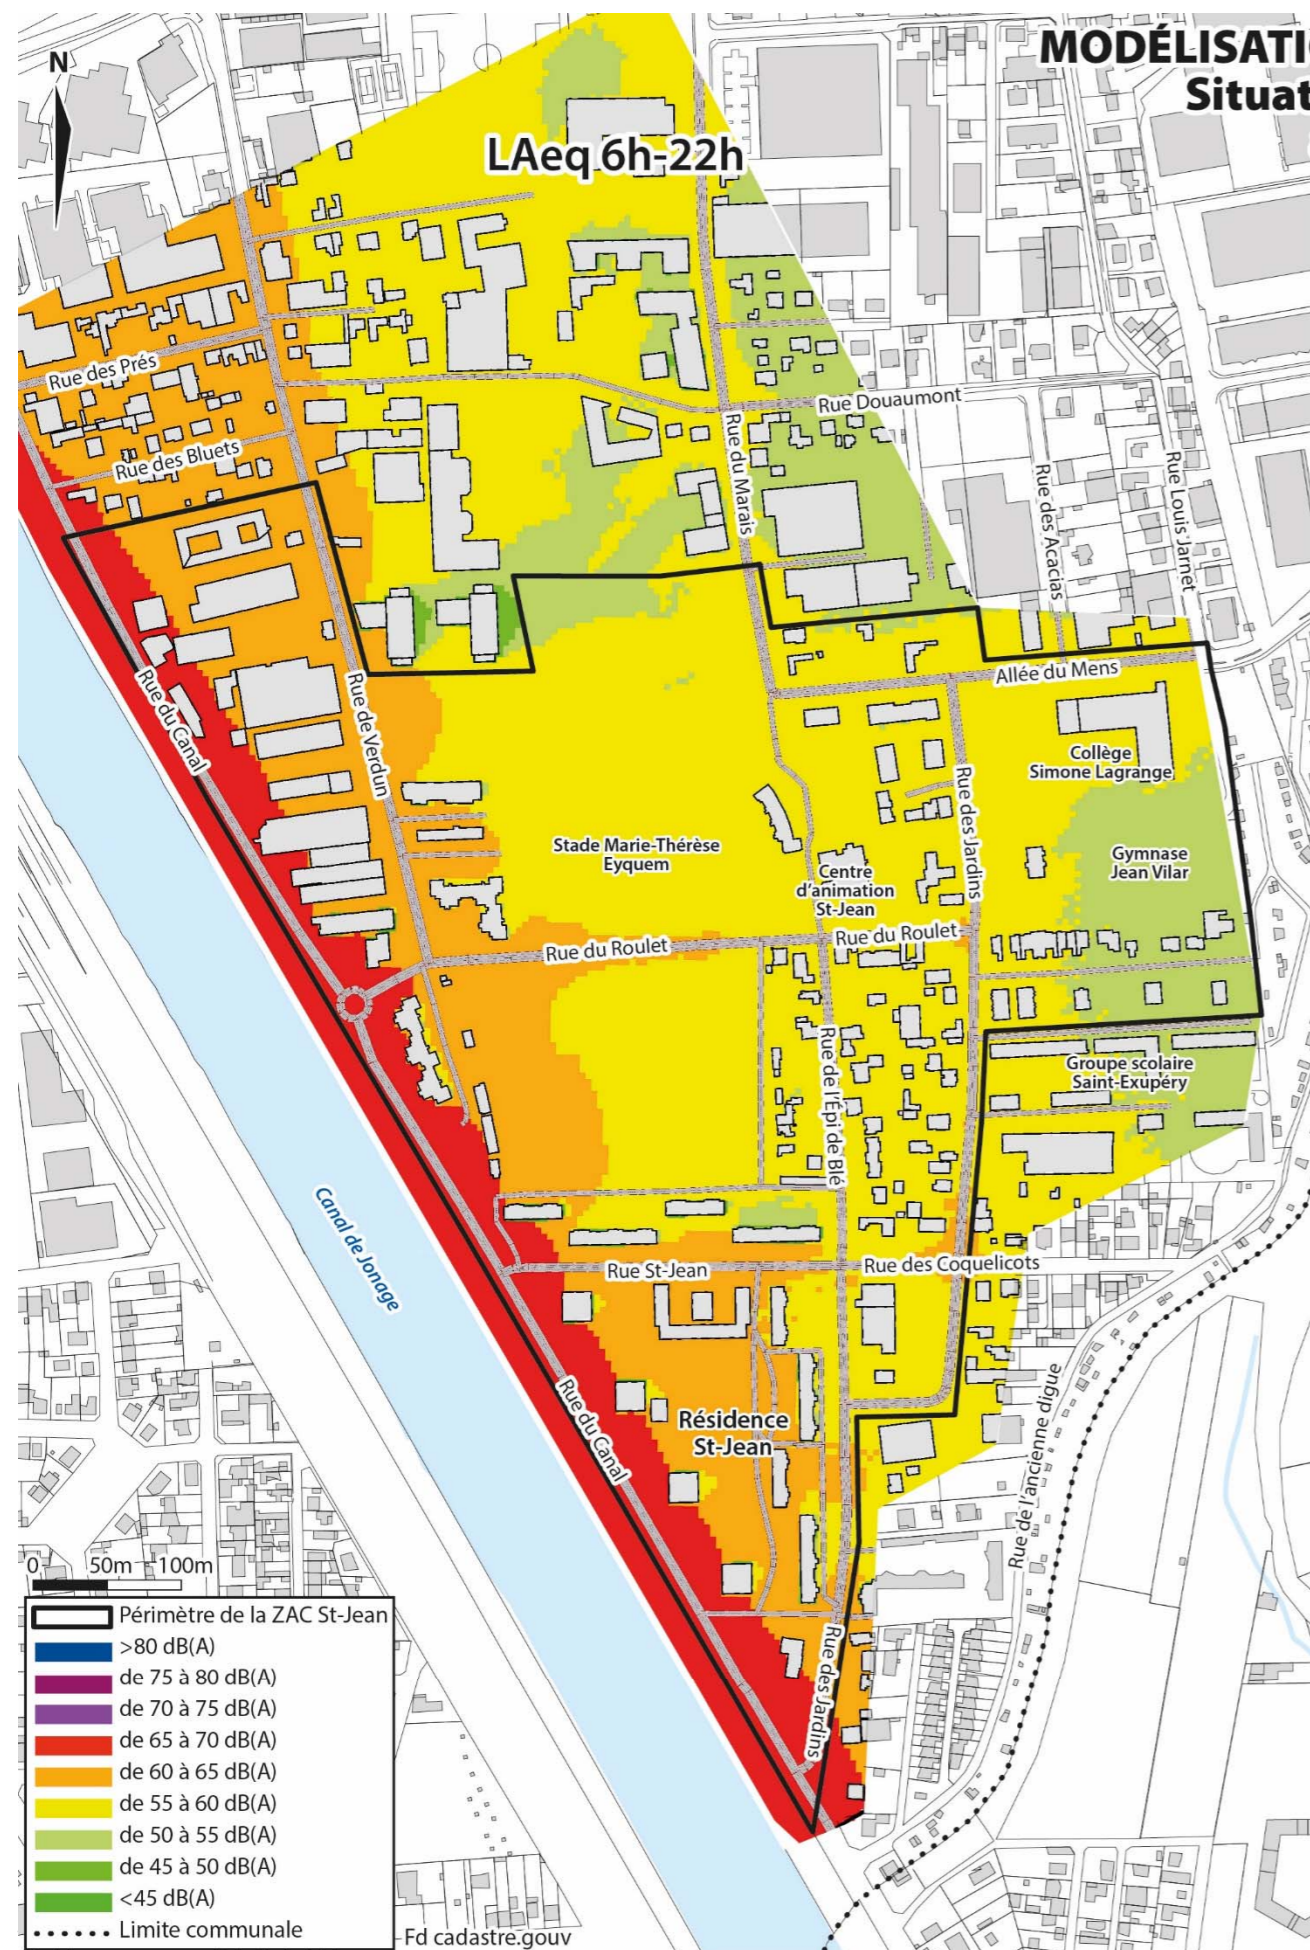 MODÉLISATI
Situat
N
LAeq 6h-22h
Rue des Prés
Rue Douaumont
Rue des Bluets
Rue du Marais
Rue des Acacias
Rue Louis Jarnet
Allée du Mens
Rue du Canal
Rue de Verdun
Collège
Simone Lagrange
Rue des Jardins
Stade Marie-Thérèse
Eyquem
Centre
d'animation
St-Jean
Gymnase
Jean Vilar
Rue du Roulet
Rue du Roulet
Rue de l'Épi de Blé
Groupe scolaire
Saint-Exupéry
Canal de Jonage
Rue St-Jean
Rue des Coquelicots
Rue du Canal
Résidence
St-Jean
Rue de l'ancienne digue
Rue des Jardins
0 50m 100m
Périmètre de la ZAC St-Jean
>80 dB(A)
de 75 à 80 dB(A)
de 70 à 75 dB(A)
de 65 à 70 dB(A)
de 60 à 65 dB(A)
de 55 à 60 dB(A)
de 50 à 55 dB(A)
de 45 à 50 dB(A)
<45 dB(A)
Limite communale
Fd cadastre.gouv